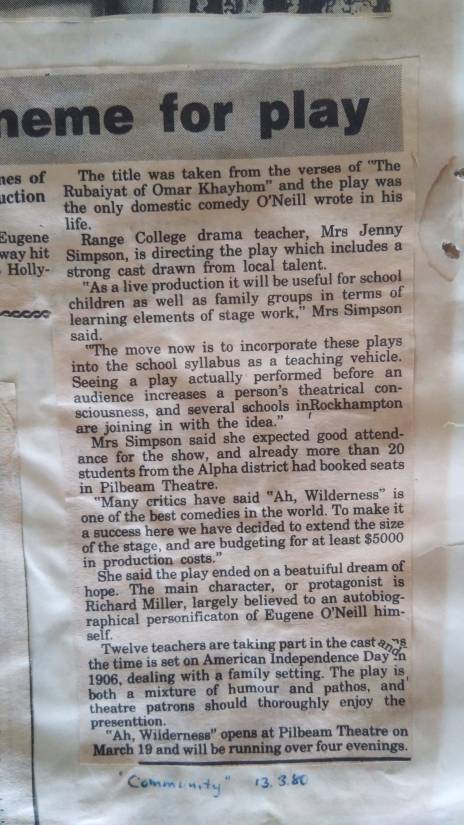 heme for play
nes of
uction
Eugene
way hit
Holly-
The title was taken from the verses of "The
Rubaiyat of Omar Khayhom" and the play was
the only domestic comedy O'Neill wrote in his
life.
Range College drama teacher, Mrs Jenny
Simpson, is directing the play which includes a
strong cast drawn from local talent.
"As a live production it will be useful for school
children as well as family groups in terms of
learning elements of stage work," Mrs Simpson
said.
"The move now is to incorporate these plays
into the school syllabus as a teaching vehicle.
Seeing a play actually performed before an
audience increases a person's theatrical con-
sciousness, and several schools inRockhampton
are joining in with the idea."
Mrs Simpson said she expected good attend-
ance for the show, and already more than 20
students from the Alpha district had booked seats
in Pilbeam Theatre.
"Many critics have said "Ah, Wilderness" is
one of the best comedies in the world. To make it
a success here we have decided to extend the size
of the stage, and are budgeting for at least $5000
in production costs."
She said the play ended on a beatuiful dream of
hope. The main character, or protagonist is
Richard Miller, largely believed to an autobiog-
raphical personificaton of Eugene O'Neill him-
self.
Twelve teachers are taking part in the cast and
the time is set on American Independence Day in
1906, dealing with a family setting. The play is
both a mixture of humour and pathos, and
theatre patrons should thoroughly enjoy the
presenttion.
"Ah, Wilderness" opens at Pilbeam Theatre on
March 19 and will be running over four evenings.
"Community" 13.3.80